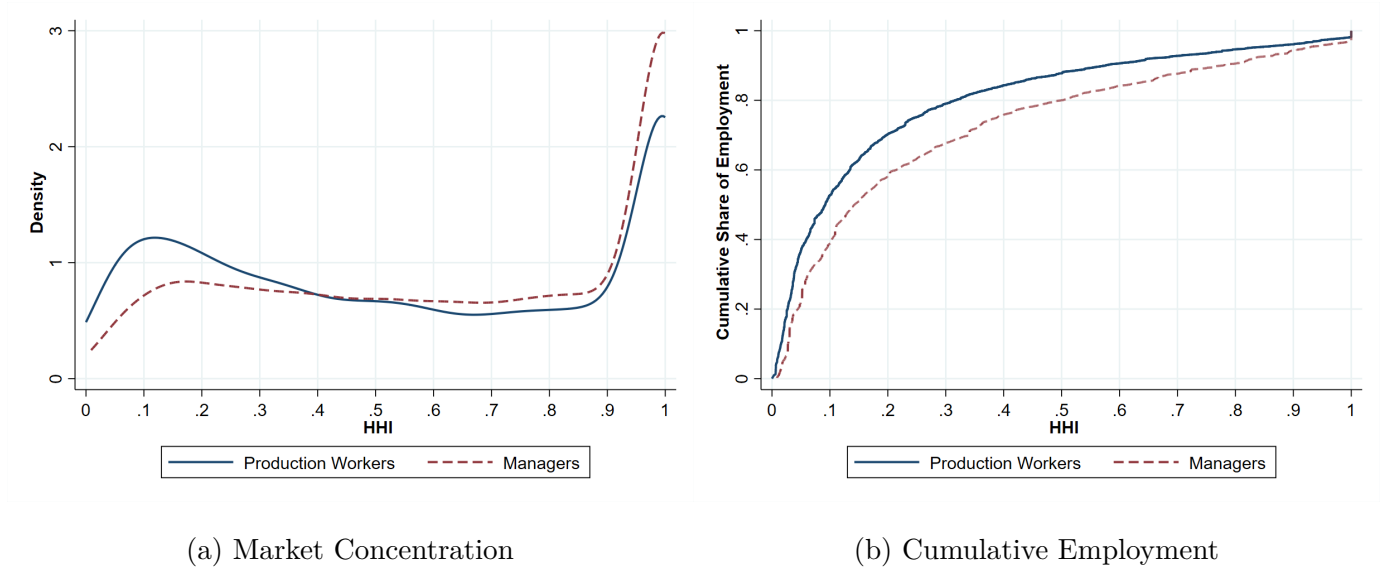 Density
3
2
1
0
0 .1 .2 .3 .4 .5 .6 .7 .8 .9 1
HHI
Production Workers Managers
(a) Market Concentration
Cumulative Share of Employment
1
.8
.6
.4
.2
0
0 .1 .2 .3 .4 .5 .6 .7 .8 .9 1
HHI
Production Workers Managers
(b) Cumulative Employment